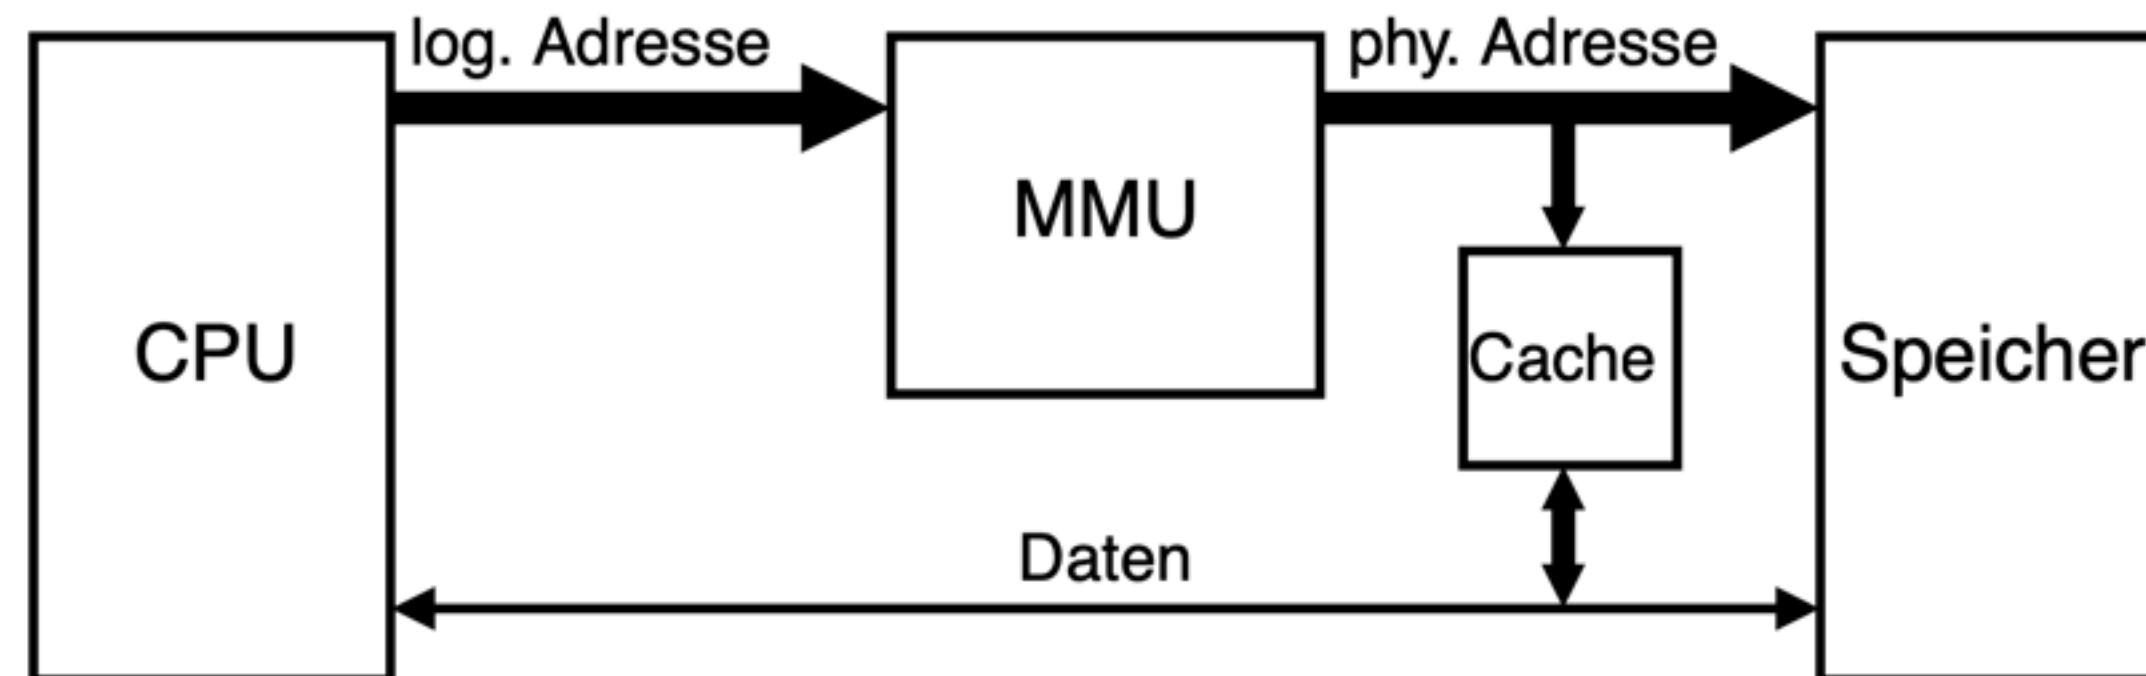 log. Adresse
phy. Adresse
MMU
CPU
Cache
Speicher
Daten